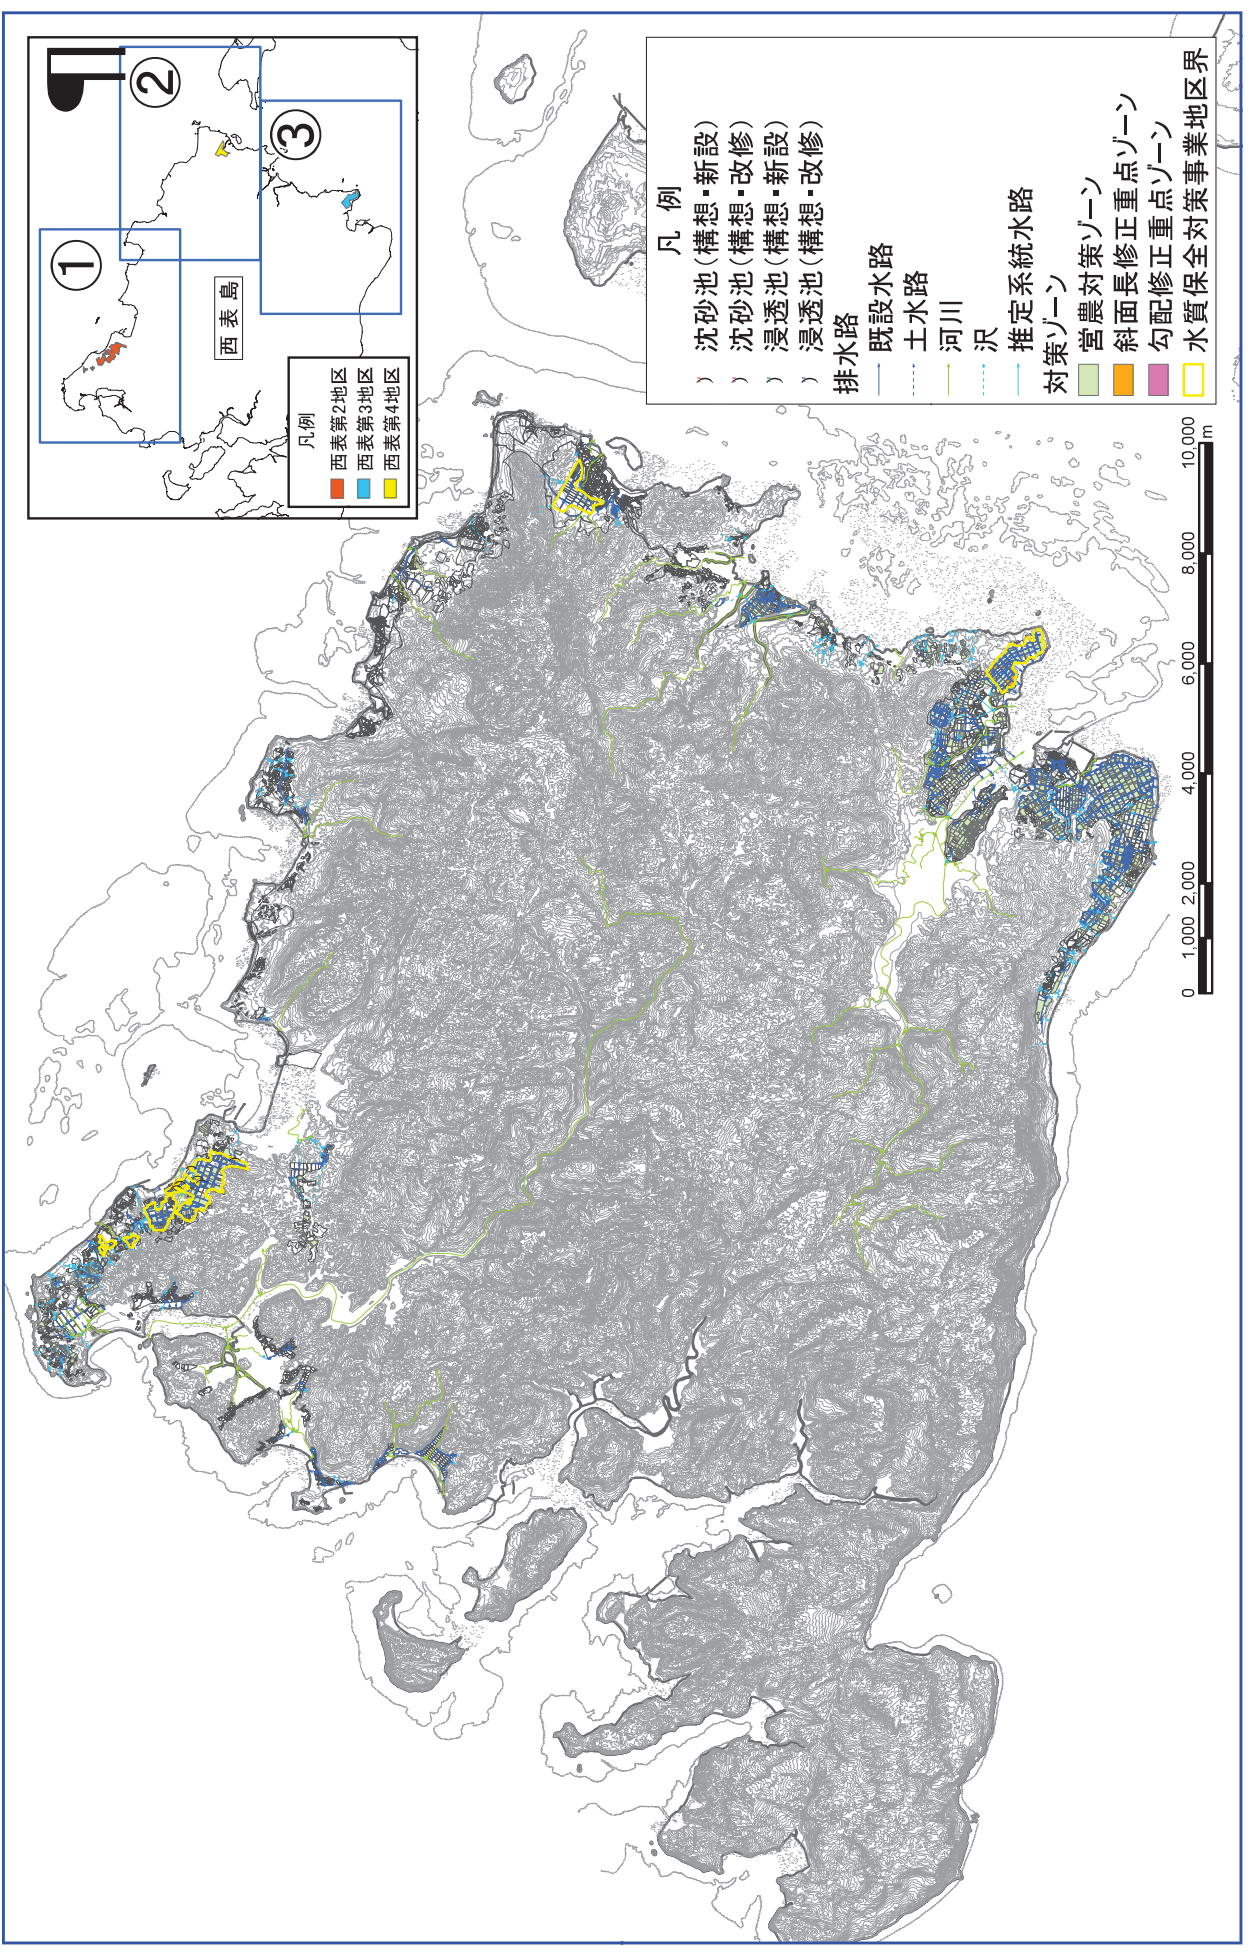 ①
②
③
西表島
凡例
西表第2地区
西表第3地区
西表第4地区
凡 例
沈砂池(構想・新設)
沈砂池(構想・改修)
浸透池(構想・新設)
浸透池(構想・改修)
排水路
既設水路
土水路
河川
沢
推定系統水路
対策ゾーン
営農対策ゾーン
斜面長修正重点ゾーン
勾配修正重点ゾーン
水質保全対策事業地区界
0 1,000 2,000 4,000 6,000 8,000 10,000
m